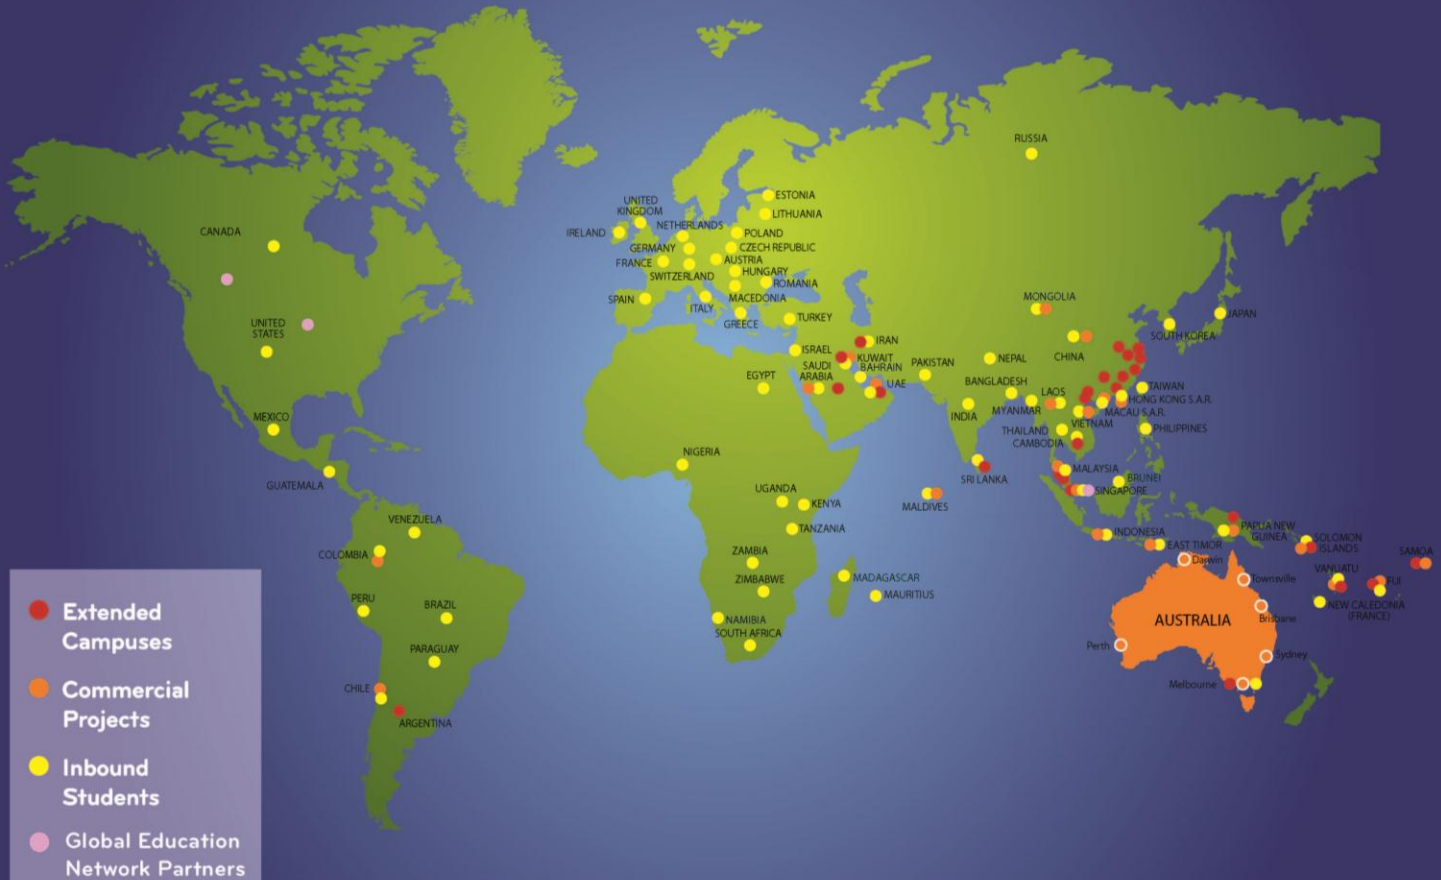 RUSSIA
ESTONIA
UNITED
KINGDOM
LITHUANIA
NETHERLANDS
IRELAND
POLAND
CANADA
GERMANY
CZECH REPUBLIC
FRANCE
AUSTRIA
SWITZERLAND
HUNGARY
ROMANIA
SPAIN
MACEDONIA
ITALY
MONGOLIA
GREECE
TURKEY
JAPAN
UNITED
STATES
SOUTH KOREA
IRAN
ISRAEL
KUWAIT
CHINA
NEPAL
SAUDI
ARABIA
BAHRAIN
PAKISTAN
EGYPT
UAE
BANGLADESH
LAOS
TAIWAN
HONG KONG S.A.R.
MEXICO
INDIA
MYANMAR
MACAU S.A.R.
VIETNAM
THAILAND
PHILIPPINES
CAMBODIA
NIGERIA
MALAYSIA
SRI LANKA
BRUNEI
GUATEMALA
UGANDA
SINGAPORE
KENYA
MALDIVES
VENEZUELA
TANZANIA
INDONESIA
PAPUA NEW
GUINEA
SOLOMON
ISLANDS
EAST TIMOR
SAMOA
COLOMBIA
ZAMBIA
Darwin
VANUATU
MADAGASCAR
ZIMBABWE
Townsville
FIJI
MAURITIUS
PERU
BRAZIL
NEW CALEDONIA
(FRANCE)
NAMIBIA
AUSTRALIA
Brisbane
SOUTH AFRICA
Perth
PARAGUAY
Sydney
CHILE
Melbourne
ARGENTINA
Extended
Campuses
Commercial
Projects
Inbound
Students
Global Education
Network Partners